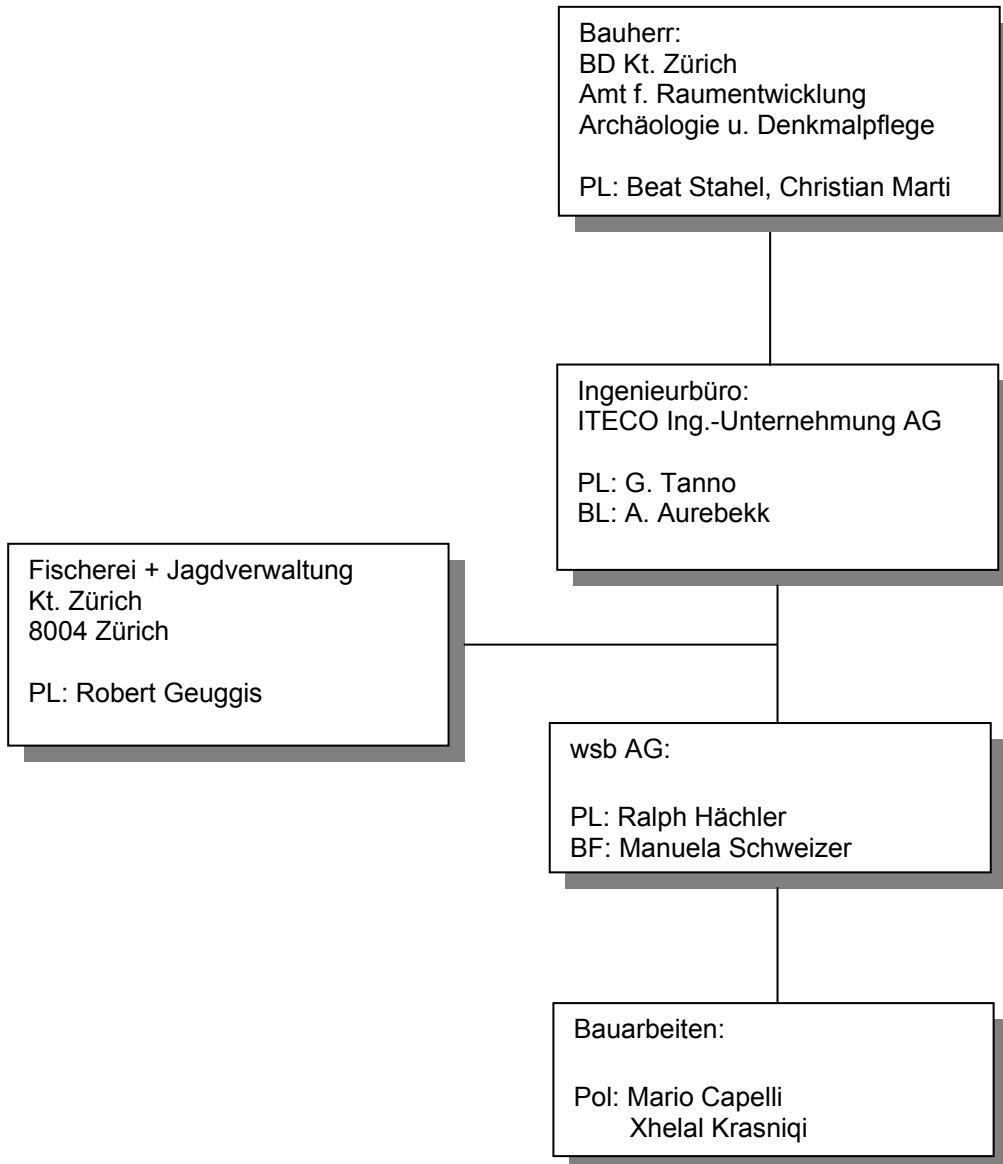 Bauherr:
BD Kt. Zürich
Amt f. Raumentwicklung
Archäologie u. Denkmalpflege
PL: Beat Stahel, Christian Marti
Ingenieurbüro:
ITECO Ing.-Unternehmung AG
PL: G. Tanno
BL: A. Aurebekk
Fischerei + Jagdverwaltung
Kt. Zürich
8004 Zürich
PL: Robert Geuggis
wsb AG:
PL: Ralph Hächler
BF: Manuela Schweizer
Bauarbeiten:
Pol: Mario Capelli
Xhelal Krasniqi